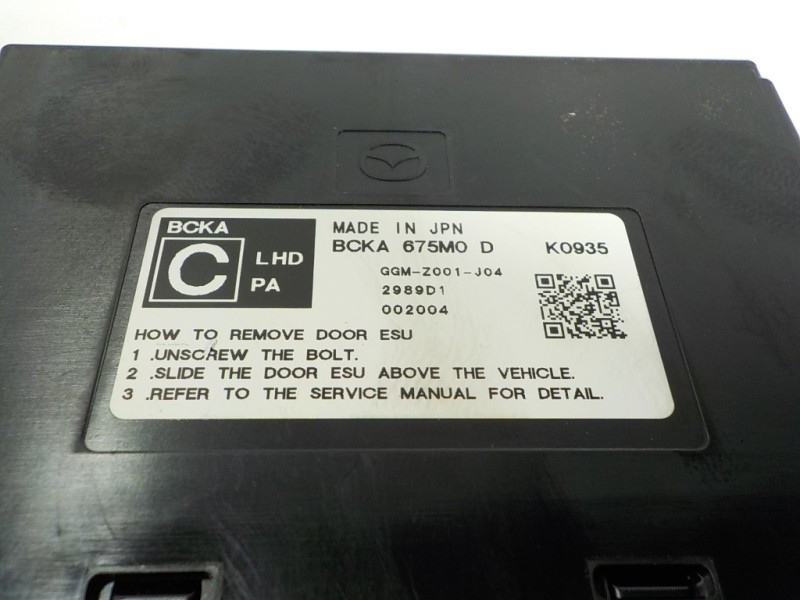 BCKA
C LHD
PA
MADE IN JPN
BCKA 675M0 D K0935
GGM-Z001-J04
2989D1
002004
HOW TO REMOVE DOOR ESU
1 .UNSCREW THE BOLT.
2 .SLIDE THE DOOR ESU ABOVE THE VEHICLE.
3 .REFER TO THE SERVICE MANUAL FOR DETAIL.